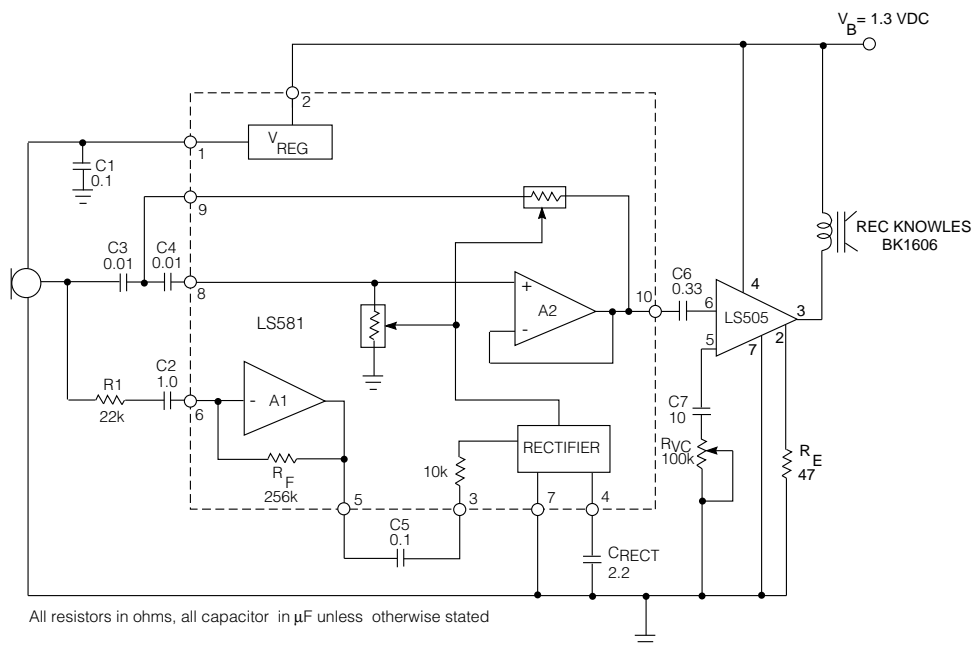 V B = 1.3 VDC
2
V REG
1
C1
0.1
9
C3
0.01
C4
0.01
8
LS581
+
-
A2
10
C6
0.33
6
4
LS505
3
2
5
7
REC KNOWLES
BK1606
R1
22k
C2
1.0
6
-
A1
R F
256k
10k
RECTIFIER
C7
10
RVC
100k
R E
47
5
3
7
4
C5
0.1
CRECT
2.2
All resistors in ohms, all capacitor in μF unless otherwise stated